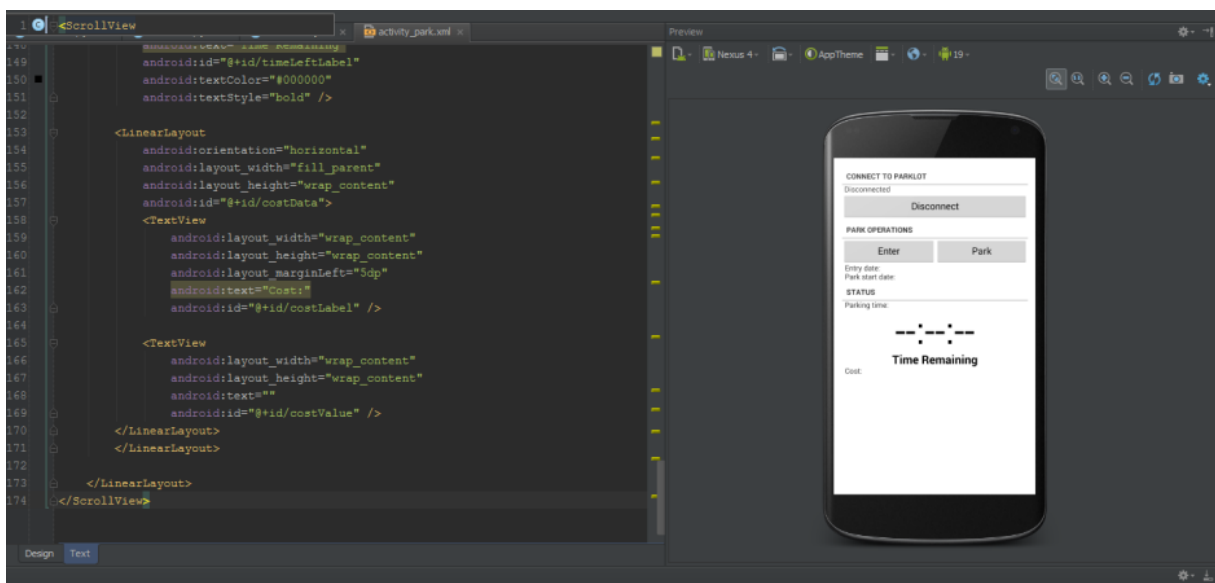 1 <ScrollView
activity_park.xml
android:text="Time Remaining"
149 android:id="@+id/timeLeftLabel"
150 android:textColor="#000000"
151 android:textStyle="bold" />
152
153 <LinearLayout
154 android:orientation="horizontal"
155 android:layout_width="fill_parent"
156 android:layout_height="wrap_content"
157 android:id="@+id/costData">
158 <TextView
159 android:layout_width="wrap_content"
160 android:layout_height="wrap_content"
161 android:layout_marginLeft="5dp"
162 android:text="Cost:"
163 android:id="@+id/costLabel" />
164
165 <TextView
166 android:layout_width="wrap_content"
167 android:layout_height="wrap_content"
168 android:text=""
169 android:id="@+id/costValue" />
170 </LinearLayout>
171 </LinearLayout>
172
173 </LinearLayout>
174 </ScrollView>
Design Text
Preview
Nexus 4 AppTheme 19
CONNECT TO PARKLOT
Disconnected
Disconnect
PARK OPERATIONS
Enter Park
Entry date:
Park start date:
STATUS
Parking time:
--:--:--
Time Remaining
Cost: